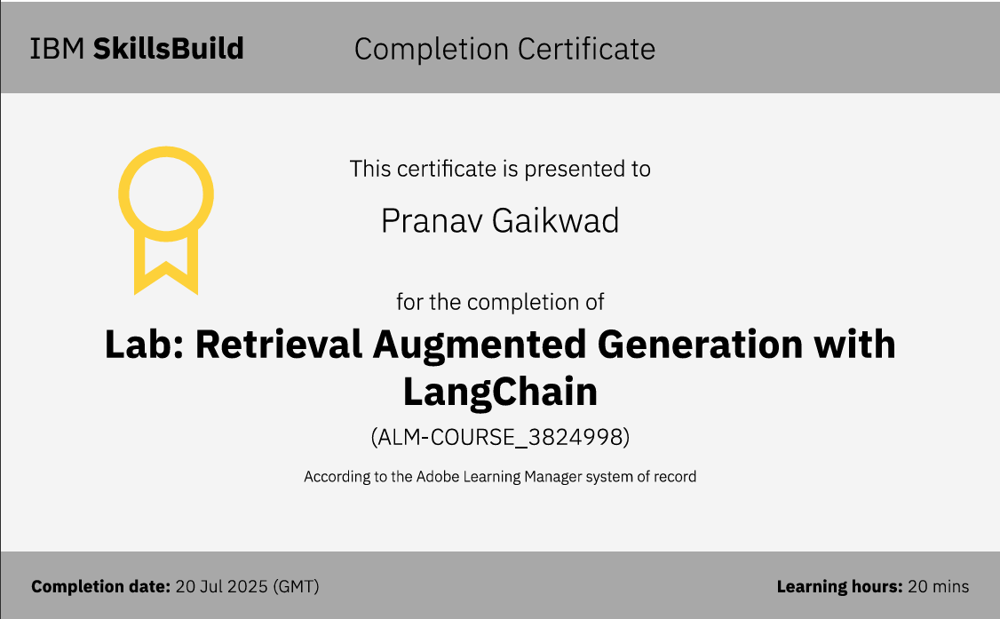 IBM SkillsBuild
Completion Certificate
This certificate is presented to
Pranav Gaikwad
for the completion of
Lab: Retrieval Augmented Generation with
LangChain
(ALM-COURSE_3824998)
According to the Adobe Learning Manager system of record
Completion date: 20 Jul 2025 (GMT)
Learning hours: 20 mins